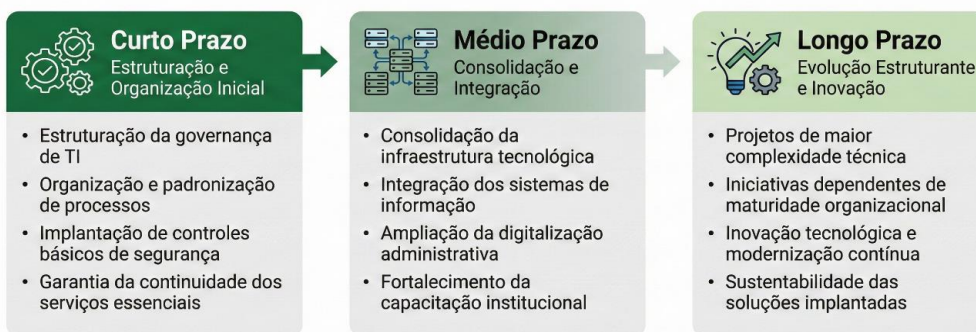 Curto Prazo
Estruturação e
Organização Inicial
• Estruturação da governança
de TI
• Organização e padronização
de processos
• Implantação de controles
básicos de segurança
• Garantia da continuidade dos
serviços essenciais
Médio Prazo
Consolidação e
Integração
• Consolidação da
infraestrutura tecnológica
• Integração dos sistemas de
informação
• Ampliação da digitalização
administrativa
• Fortalecimento da
capacitação institucional
Longo Prazo
Evolução Estruturante
e Inovação
• Projetos de maior
complexidade técnica
• Iniciativas dependentes de
maturidade organizacional
• Inovação tecnológica e
modernização contínua
• Sustentabilidade das
soluções implantadas